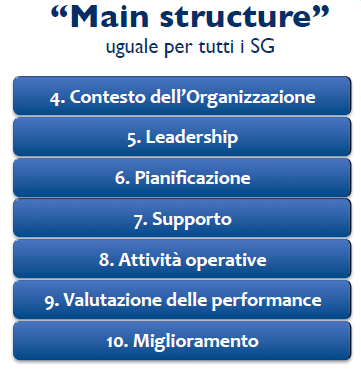 “Main structure”
uguale per tutti i SG
4. Contesto dell’Organizzazione
5. Leadership
6. Pianificazione
7. Supporto
8. Attività operative
9. Valutazione delle performance
10. Miglioramento